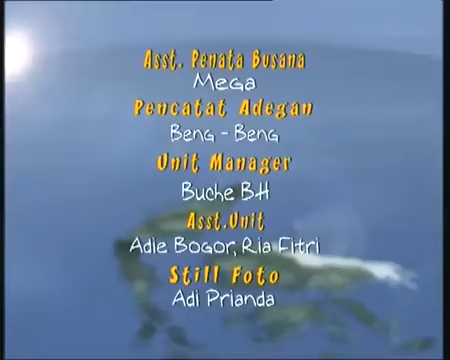 Asst. Penata Busana
Mega
Pencatat Adegan
Beng - Beng
Unit Manager
Buche BH
Asst.Unit
Adie Bogor, Ria Fitri
Still Foto
Adi Prianda